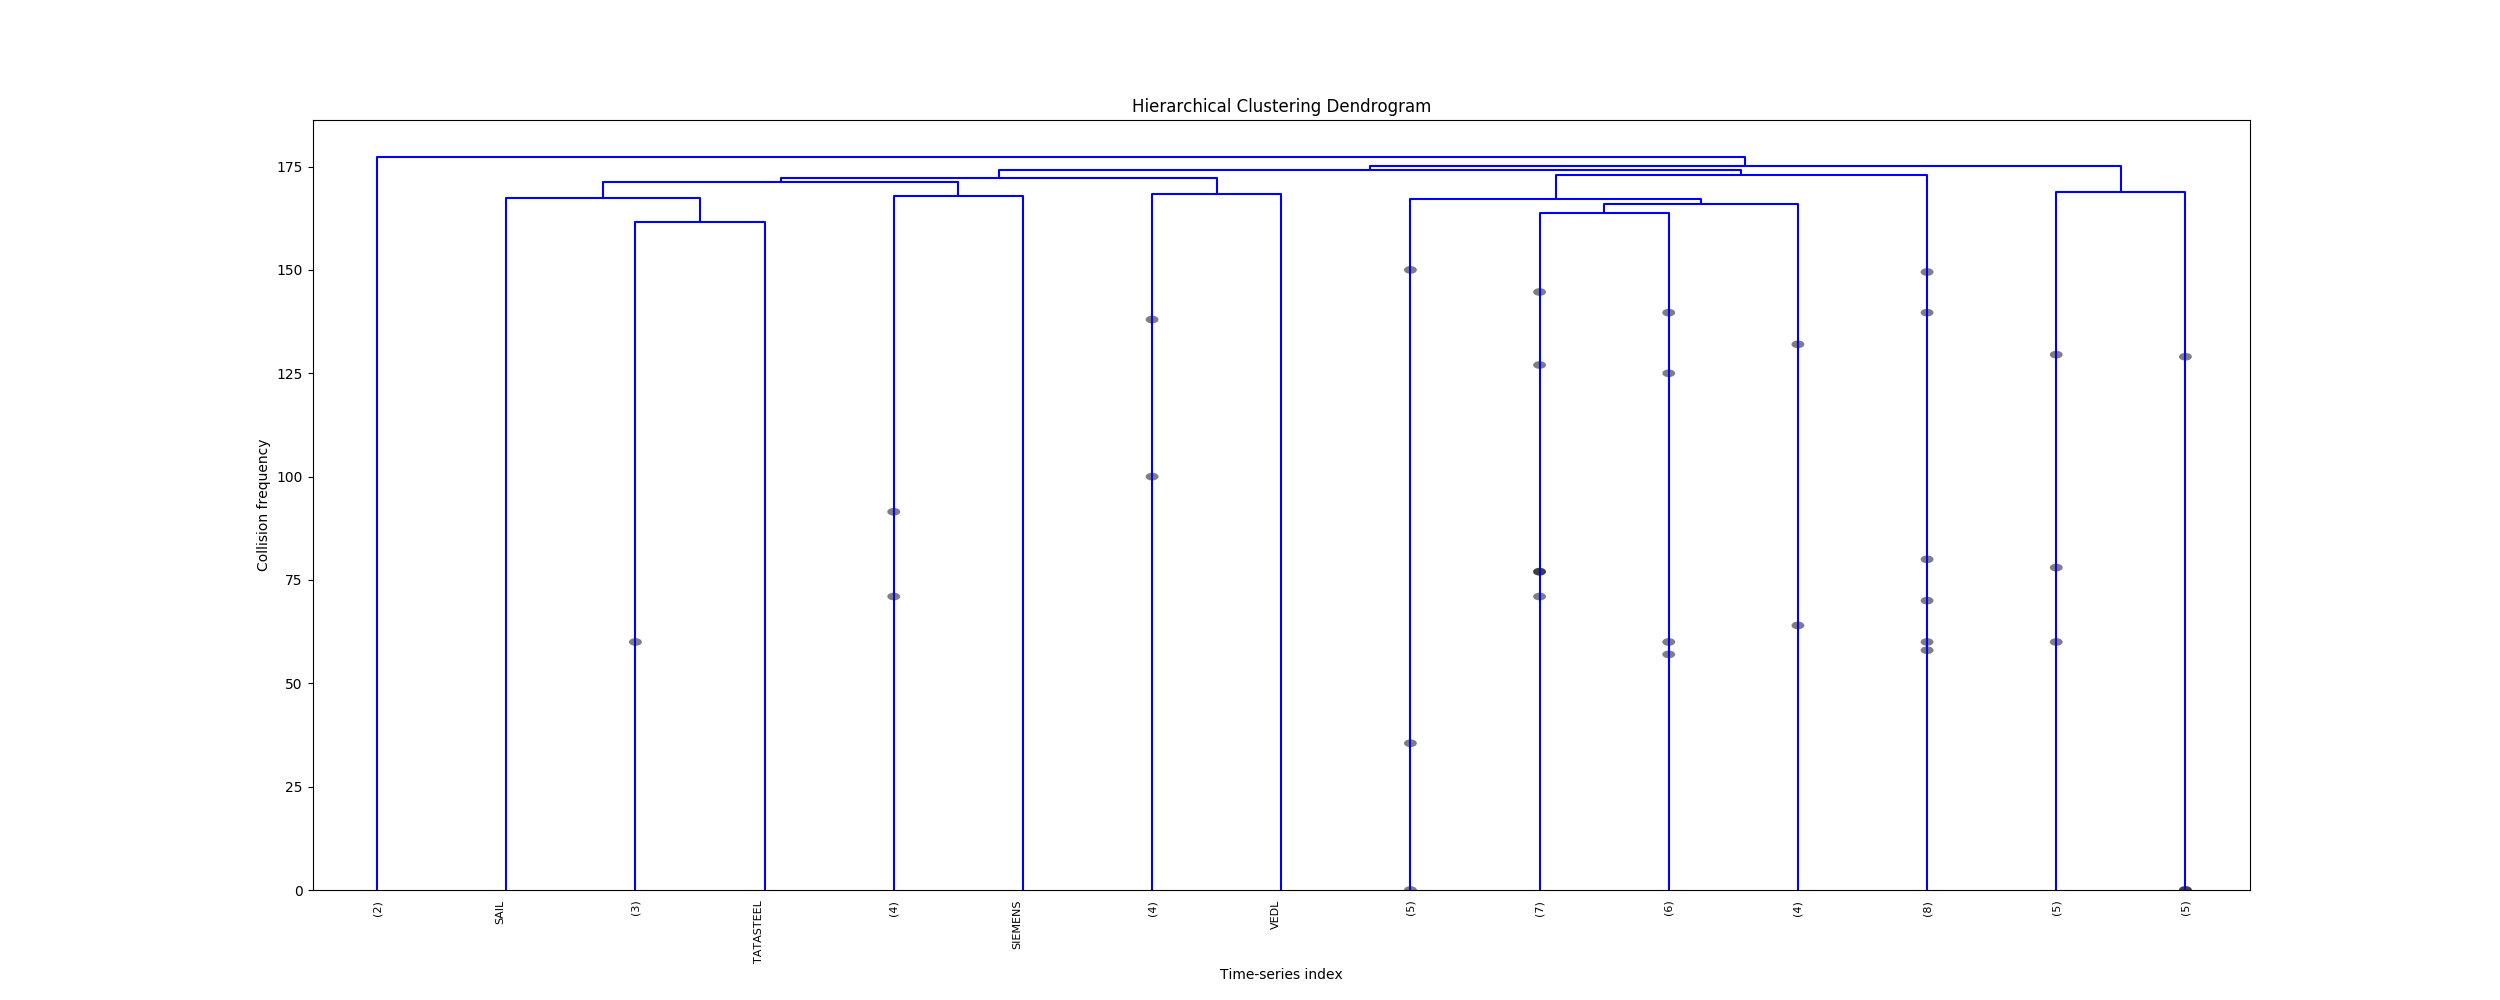 Hierarchical Clustering Dendrogram
Collision frequency
175
150
125
100
75
50
25
0
(2)
SAIL
(3)
TATASTEEL
(4)
SIEMENS
(4)
VEDL
(5)
(7)
(6)
(4)
(8)
(5)
(5)
Time-series index